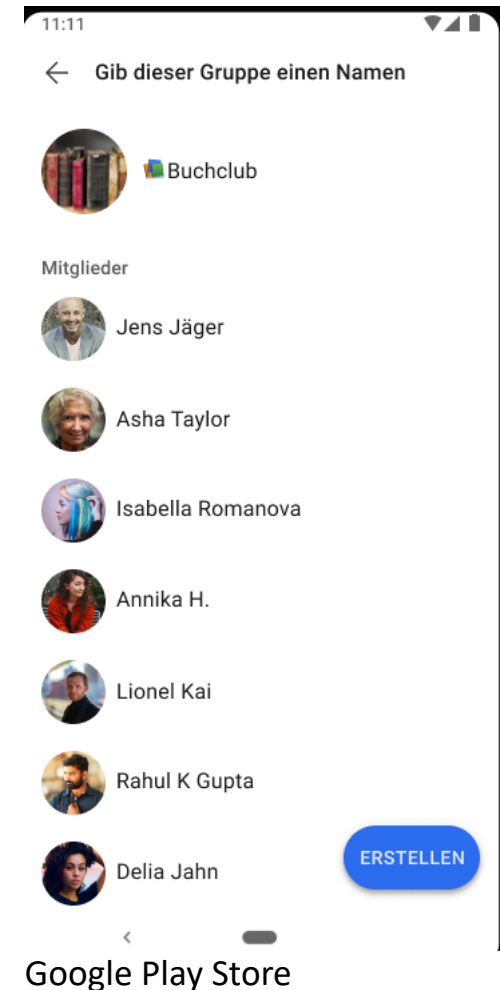 11:11
Gib dieser Gruppe einen Namen
Buchclub
Mitglieder
Jens Jäger
Asha Taylor
Isabella Romanova
Annika H.
Lionel Kai
Rahul K Gupta
Delia Jahn
ERSTELLEN
Google Play Store